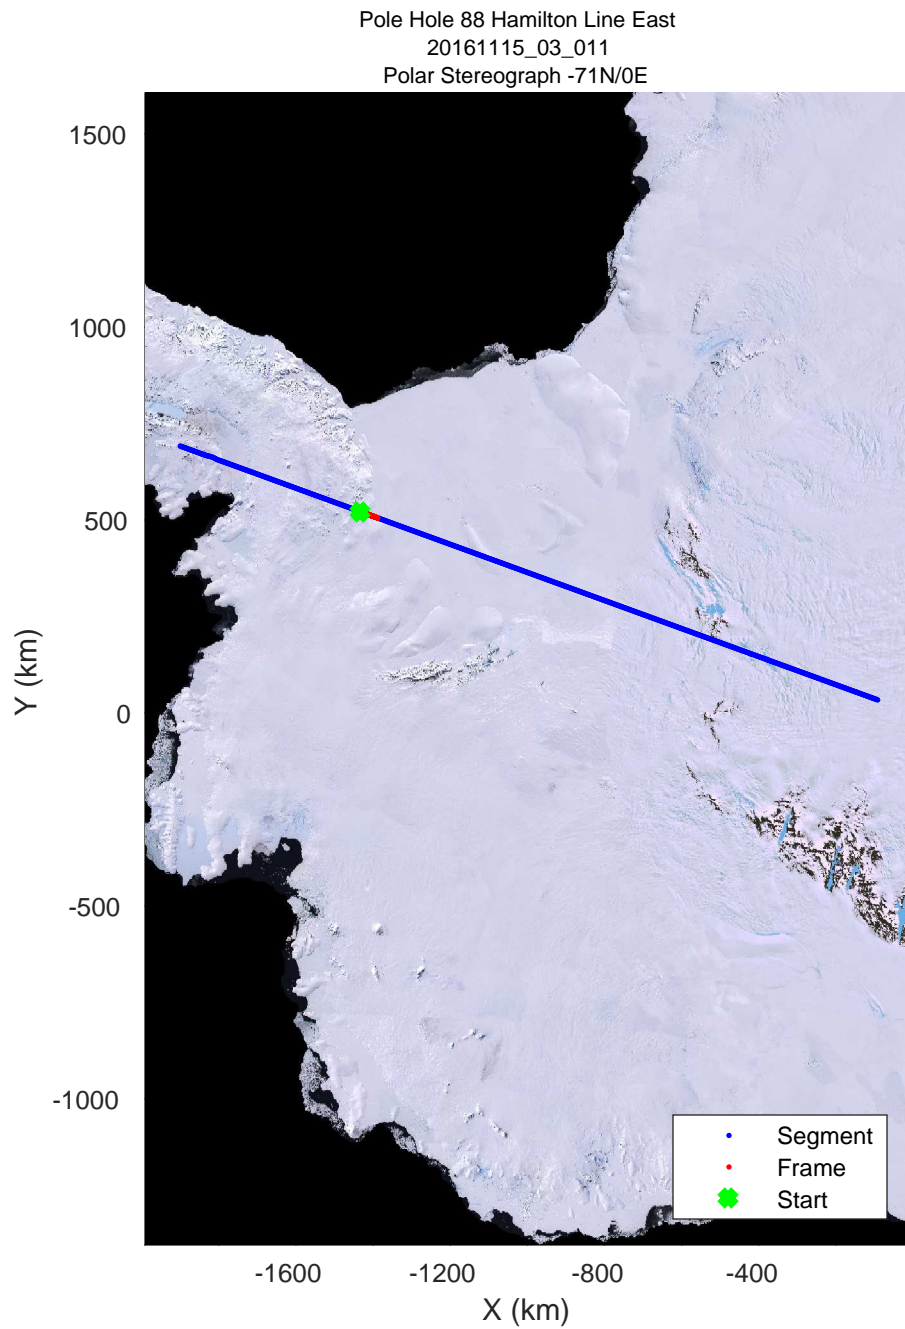 Pole Hole 88 Hamilton Line East
20161115_03_011
Polar Stereograph -71N/0E
1500
1000
500
0
-500
-1000
Y (km)
Segment
Frame
Start
-1600
-1200
-800
-400
X (km)